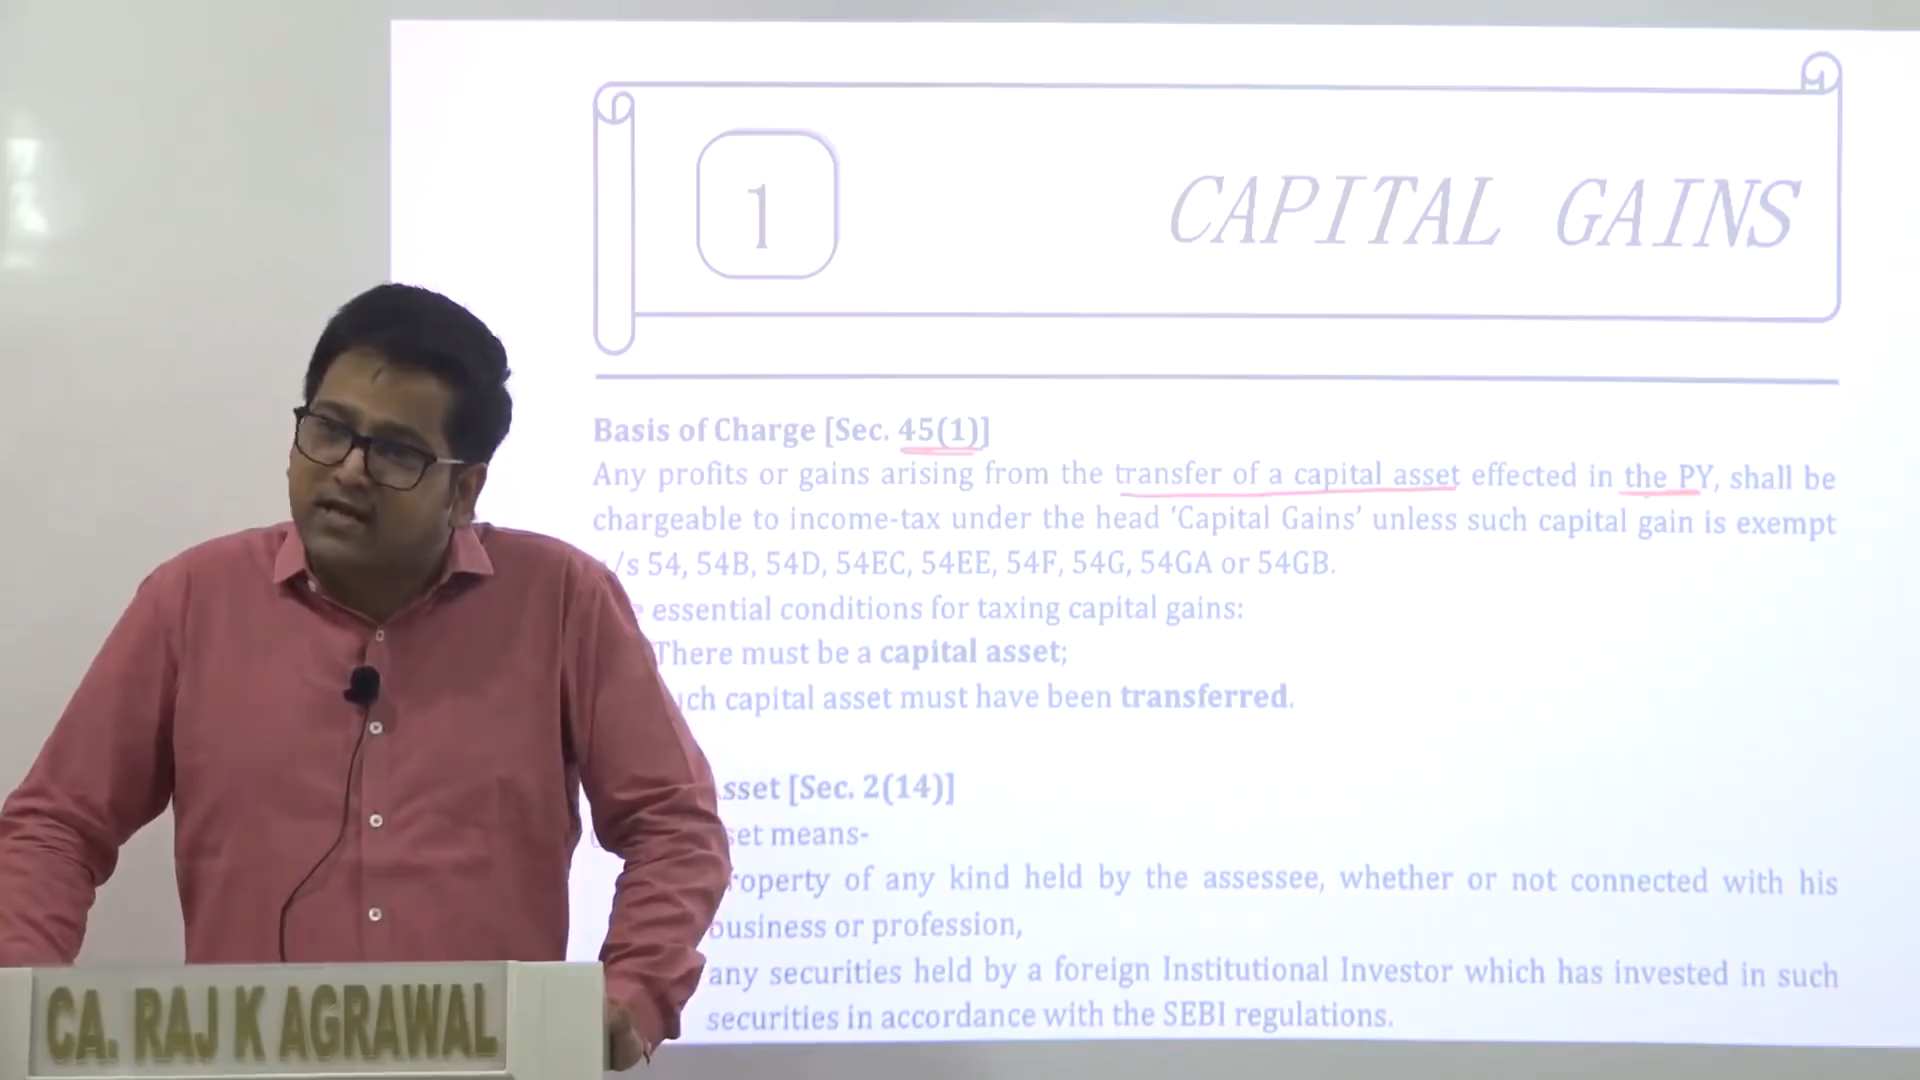 1
CAPITAL GAINS
Basis of Charge [Sec. 45(1)]
Any profits or gains arising from the transfer of a capital asset effected in the PY, shall be
chargeable to income-tax under the head ‘Capital Gains’ unless such capital gain is exempt
/s 54, 54B, 54D, 54EC, 54EE, 54F, 54G, 54GA or 54GB.
essential conditions for taxing capital gains:
There must be a capital asset;
ch capital asset must have been transferred.
sset [Sec. 2(14)]
set means-
roperty of any kind held by the assessee, whether or not connected with his
business or profession,
any securities held by a foreign Institutional Investor which has invested in such
securities in accordance with the SEBI regulations.
CA. RAJ K AGRAWAL